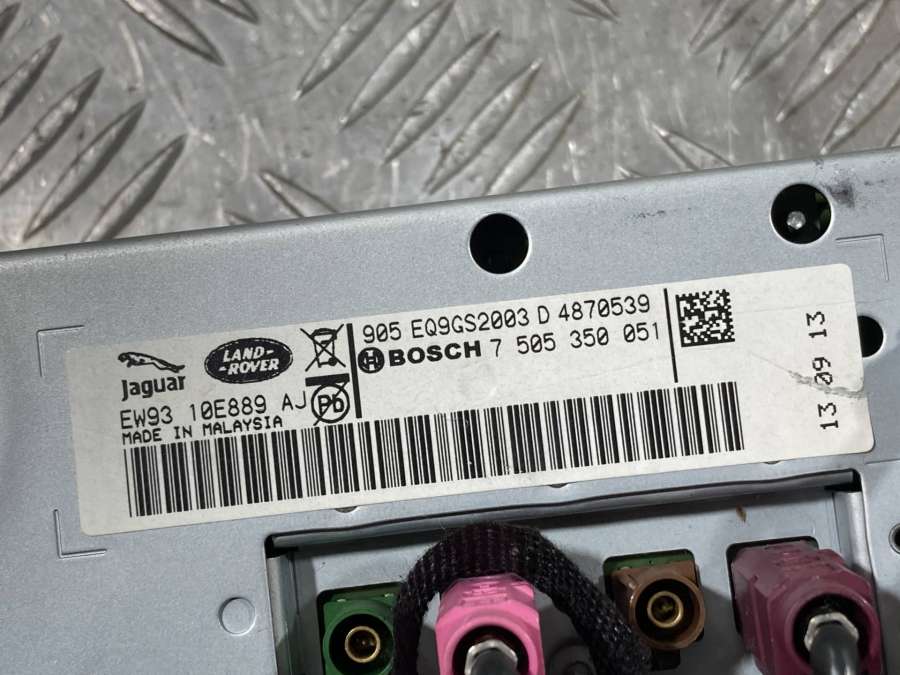 Jaguar
LAND-
ROVER
EW93 10E889 AJ
Pb
MADE IN MALAYSIA
905 EQ9GS2003 D 4870539
BOSCH 7 505 350 051
13 09 13